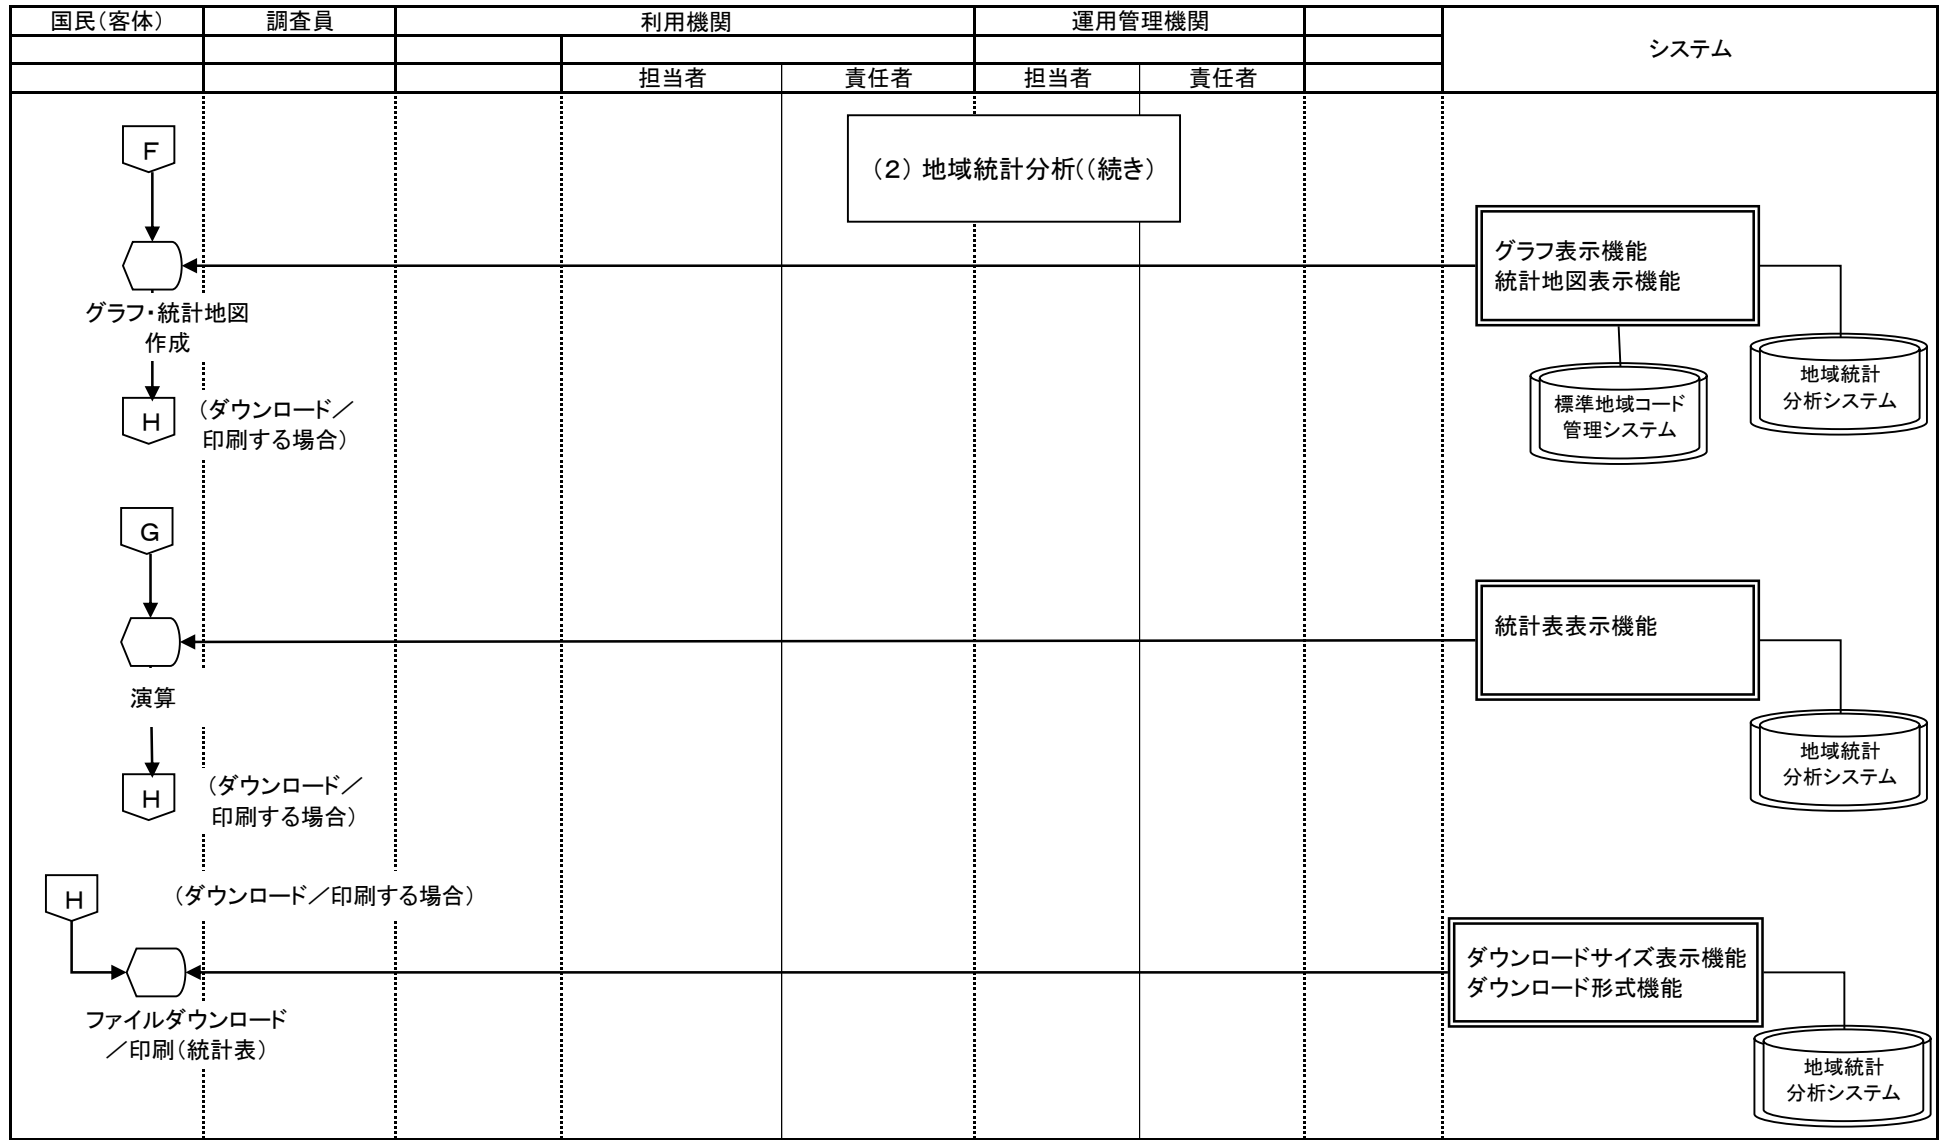 国民(客体)
調査員
利用機関
運用管理機関
システム
担当者
責任者
担当者
責任者
(2)地域統計分析((続き)
F
グラフ表示機能
統計地図表示機能
グラフ・統計地図
作成
地域統計
分析システム
標準地域コード
管理システム
H
(ダウンロード/
印刷する場合)
G
統計表表示機能
演算
地域統計
分析システム
H
(ダウンロード/
印刷する場合)
H
(ダウンロード/印刷する場合)
ダウンロードサイズ表示機能
ダウンロード形式機能
ファイルダウンロード
/印刷(統計表)
地域統計
分析システム